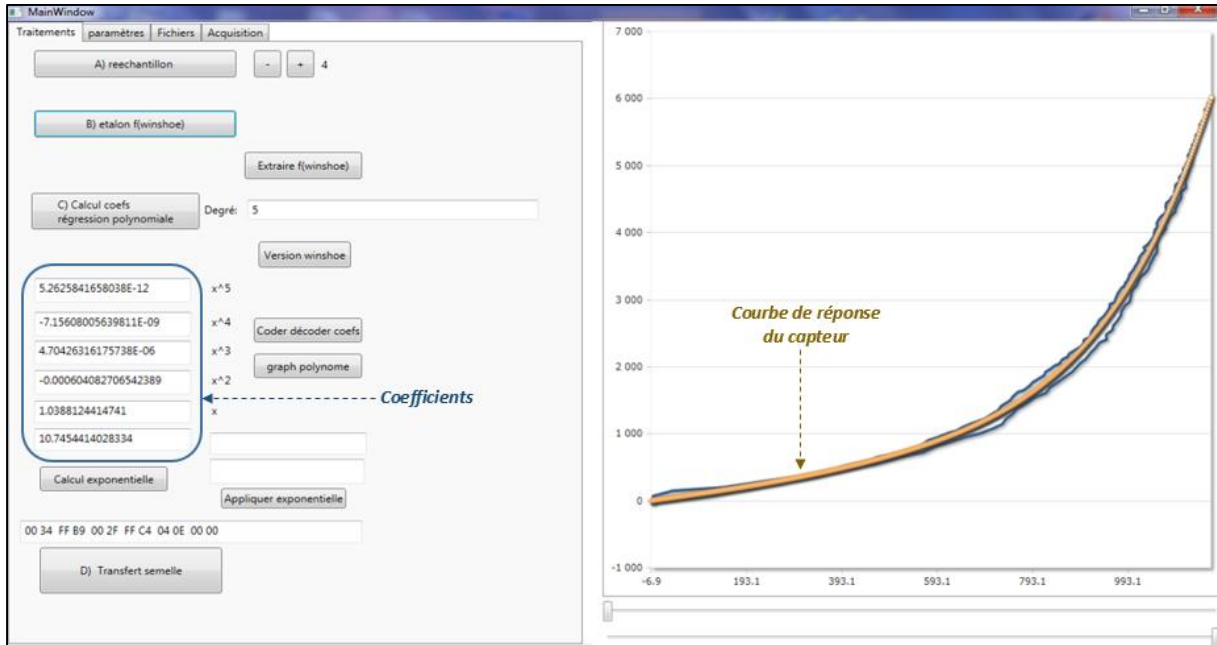 MainWindow
Traitements paramètres Fichiers Acquisition
A) reechantillon - + 4
B) etalon f(winshoe)
Extraire f(winshoe)
C) Calcul coefs
régression polynomiale
Degré: 5
Version winshoe
5.2625841658038E-12 x^5
-7.15608005639811E-09 x^4
Coder décoder coefs
4.70426316175738E-06 x^3
graph polynome
-0.000604082706542389 x^2
1.0388124414741 x
Coefficients
10.7454414028334
Calcul exponentielle
Appliquer exponentielle
00 34 FF B9 00 2F FF C4 04 0E 00 00
D) Transfert semelle
7 000
6 000
5 000
4 000
3 000
2 000
1 000
0
-1 000
Courbe de réponse
du capteur
-6.9 193.1 393.1 593.1 793.1 993.1